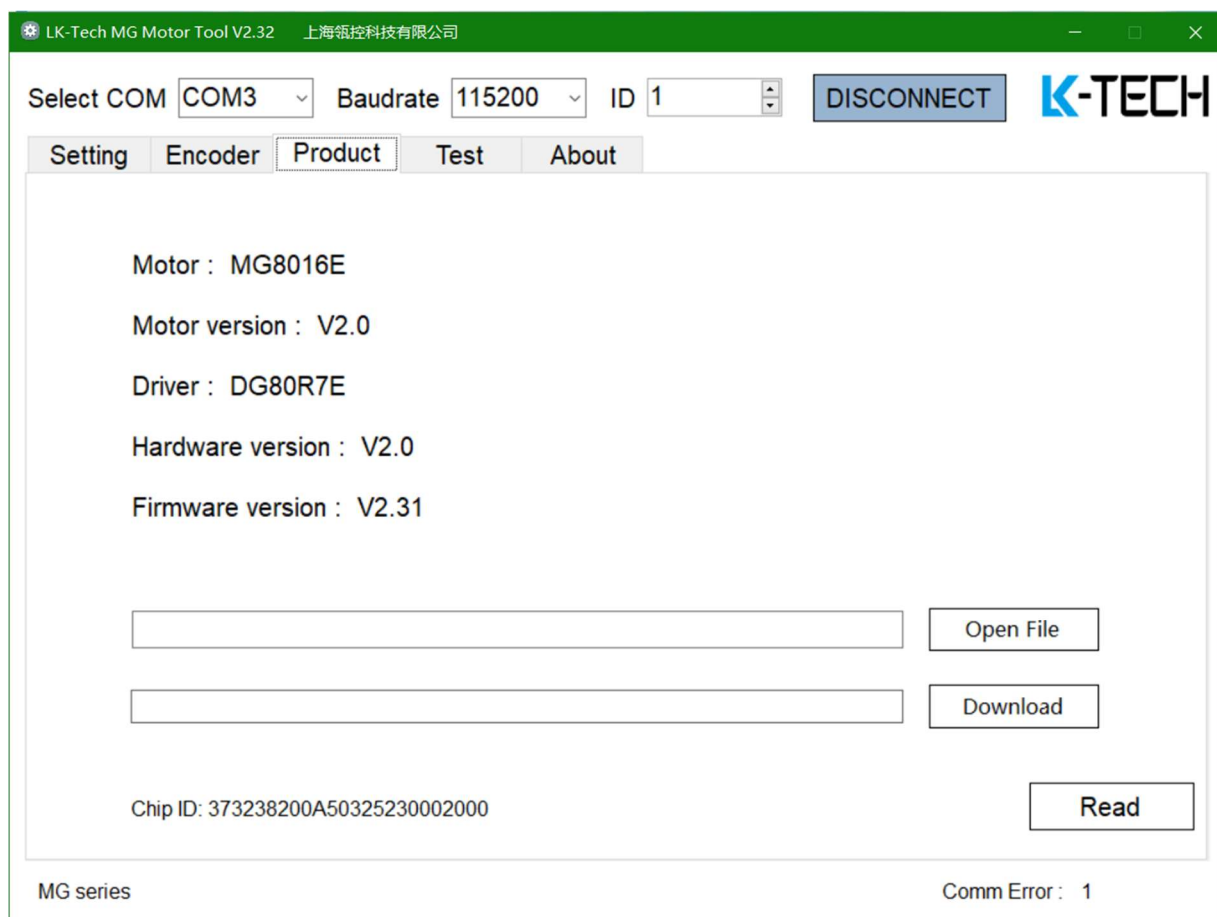 LK-Tech MG Motor Tool V2.32 上海瓴控科技有限公司
Select COM COM3 Baudrate 115200 ID 1 DISCONNECT K-TECH
Setting Encoder Product Test About
Motor : MG8016E
Motor version : V2.0
Driver : DG80R7E
Hardware version : V2.0
Firmware version : V2.31
Open File
Download
Chip ID: 373238200A50325230002000
Read
MG series Comm Error : 1